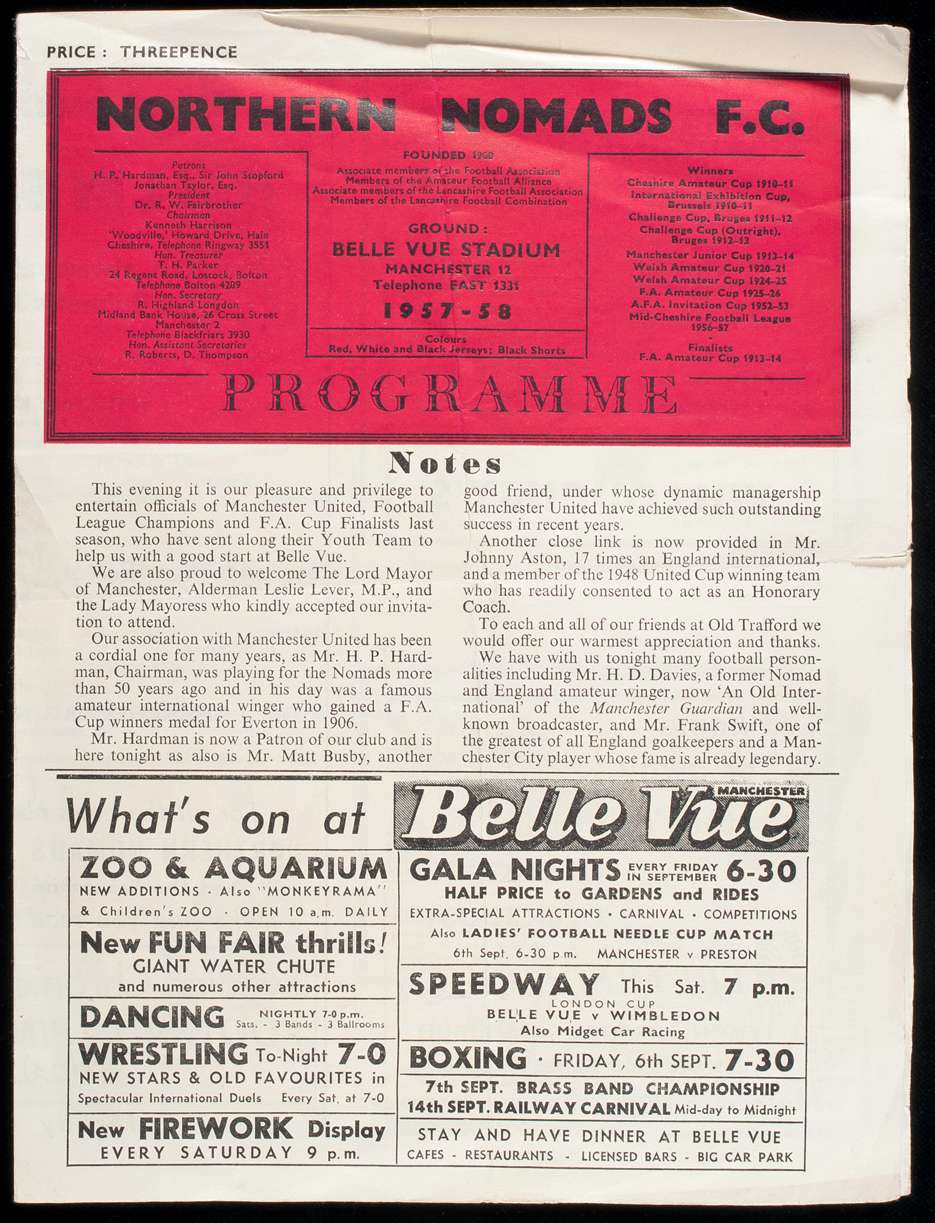 PRICE : THREEPENCE
NORTHERN NOMADS F.C.
Patrons
H. P. Hardman, Esq., Sir John Stopford
Jonathan Taylor, Esq.
President
Dr. R. W. Fairbrother
Chairman
Kenneth Harrison
'Woodville,' Howard Drive, Hale
Cheshire, Telephone Ringway 3551
Hon. Treasurer
T. H. Parker
24 Regent Road, Lostock, Bolton
Telephone Bolton 4289
Hon. Secretary
R. Highland Longdon
Midland Bank House, 26 Cross Street
Manchester 2
Telephone Blackfriars 3930
Hon. Assistant Secretaries
R. Roberts, D. Thompson
FOUNDED 1900
Associate members of the Football Association
Members of the Amateur Football Alliance
Associate members of the Lancashire Football Association
Members of the Lancashire Football Combination
GROUND :
BELLE VUE STADIUM
MANCHESTER 12
Telephone EAST 1331
1957-58
Colours
Red, White and Black Jerseys; Black Shorts
Winners
Cheshire Amateur Cup 1910-11
International Exhibition Cup,
Brussels 1910-11
Challenge Cup, Bruges 1911-12
Challenge Cup (Outright),
Bruges 1912-13
Manchester Junior Cup 1913-14
Welsh Amateur Cup 1920-21
Welsh Amateur Cup 1924-25
F.A. Amateur Cup 1925-26
A.F.A. Invitation Cup 1952-53
Mid-Cheshire Football League
1956-57
Finalists
F.A. Amateur Cup 1913-14
PROGRAMME
Notes
This evening it is our pleasure and privilege to
entertain officials of Manchester United, Football
League Champions and F.A. Cup Finalists last
season, who have sent along their Youth Team to
help us with a good start at Belle Vue.
We are also proud to welcome The Lord Mayor
of Manchester, Alderman Leslie Lever, M.P., and
the Lady Mayoress who kindly accepted our invita-
tion to attend.
Our association with Manchester United has been
a cordial one for many years, as Mr. H. P. Hard-
man, Chairman, was playing for the Nomads more
than 50 years ago and in his day was a famous
amateur international winger who gained a F.A.
Cup winners medal for Everton in 1906.
Mr. Hardman is now a Patron of our club and is
here tonight as also is Mr. Matt Busby, another
good friend, under whose dynamic managership
Manchester United have achieved such outstanding
success in recent years.
Another close link is now provided in Mr.
Johnny Aston, 17 times an England international,
and a member of the 1948 United Cup winning team
who has readily consented to act as an Honorary
Coach.
To each and all of our friends at Old Trafford we
would offer our warmest appreciation and thanks.
We have with us tonight many football person-
alities including Mr. H. D. Davies, a former Nomad
and England amateur winger, now 'An Old Inter-
national' of the Manchester Guardian and well-
known broadcaster, and Mr. Frank Swift, one of
the greatest of all England goalkeepers and a Man-
chester City player whose fame is already legendary.
What's on at
MANCHESTER
Belle Vue
ZOO & AQUARIUM
NEW ADDITIONS · Also "MONKEYRAMA"
& Children's ZOO · OPEN 10 a.m. DAILY
New FUN FAIR thrills!
GIANT WATER CHUTE
and numerous other attractions
DANCING NIGHTLY 7-0 p.m.
Sats. - 3 Bands - 3 Ballrooms
WRESTLING To-Night 7-0
NEW STARS & OLD FAVOURITES in
Spectacular International Duels Every Sat. at 7-0
New FIREWORK Display
EVERY SATURDAY 9 p.m.
GALA NIGHTS EVERY FRIDAY IN SEPTEMBER 6-30
HALF PRICE to GARDENS and RIDES
EXTRA-SPECIAL ATTRACTIONS · CARNIVAL · COMPETITIONS
Also LADIES' FOOTBALL NEEDLE CUP MATCH
6th Sept. 6-30 p.m. MANCHESTER v PRESTON
SPEEDWAY This Sat. 7 p.m.
LONDON CUP
BELLE VUE v WIMBLEDON
Also Midget Car Racing
BOXING · FRIDAY, 6th SEPT. 7-30
7th SEPT. BRASS BAND CHAMPIONSHIP
14th SEPT. RAILWAY CARNIVAL Mid-day to Midnight
STAY AND HAVE DINNER AT BELLE VUE
CAFES - RESTAURANTS - LICENSED BARS - BIG CAR PARK